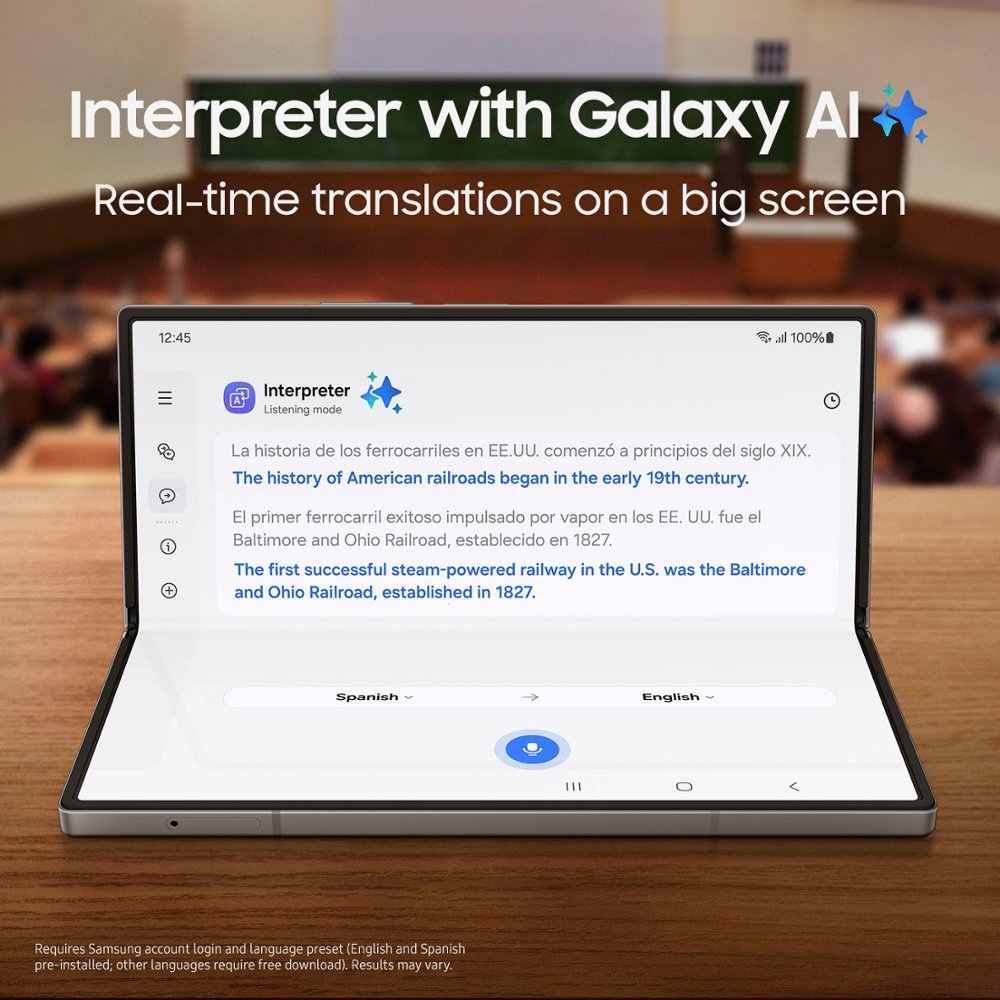 Interpreter with Galaxy AI
Real-time translations on a big screen
12:45
100%
Interpreter
Listening mode
La historia de los ferrocarriles en EE.UU. comenzó a principios del siglo XIX.
The history of American railroads began in the early 19th century.
El primer ferrocarril exitoso impulsado por vapor en los EE. UU. fue el
Baltimore and Ohio Railroad, establecido en 1827.
The first successful steam-powered railway in the U.S. was the Baltimore
and Ohio Railroad, established in 1827.
Spanish
English
Requires Samsung account login and language preset (English and Spanish
pre-installed; other languages require free download). Results may vary.